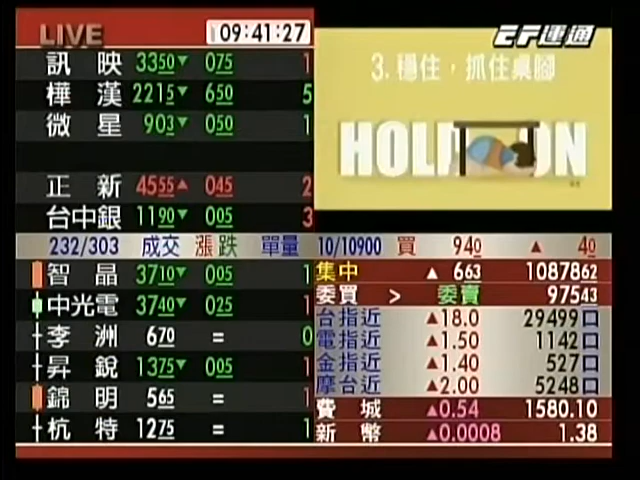 LIVE 09:41:27
訊映 3350▼ 075 1
樺漢 2215▼ 650 5
微星 903▼ 050 1
正新 4555▲ 045 2
台中銀 1190▼ 005 3
232/303 成交 漲跌 單量
智晶 3710▼ 005 1
中光電 3740▼ 025 1
李洲 670 = 0
昇銳 1375▼ 005 1
錦明 565 = 1
杭特 1275 = 1
運通
3. 穩住，抓住桌腳
HOLD ON
10/10900 買 940 ▲ 40
集中 ▲ 663 1087862
委買 > 委賣 97543
台指近 ▲18.0 29499口
電指近 ▲1.50 1142口
金指近 ▲1.40 527口
摩台近 ▲2.00 5248口
費城 ▲0.54 1580.10
新幣 ▲0.0008 1.38